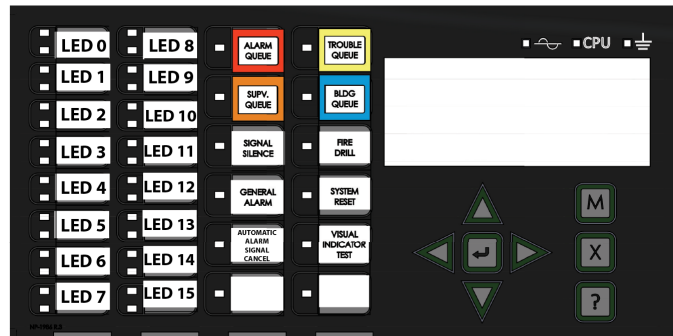 LED 0
LED 8
ALARM
QUEUE
TROUBLE
QUEUE
CPU
LED 1
LED 9
SUPV.
QUEUE
BLDG
QUEUE
LED 2
LED 10
LED 3
LED 11
SIGNAL
SILENCE
FIRE
DRILL
LED 4
LED 12
GENERAL
ALARM
SYSTEM
RESET
M
LED 5
LED 13
AUTOMATIC
ALARM
SIGNAL
CANCEL
VISUAL
INDICATOR
TEST
X
LED 6
LED 14
LED 7
LED 15
?